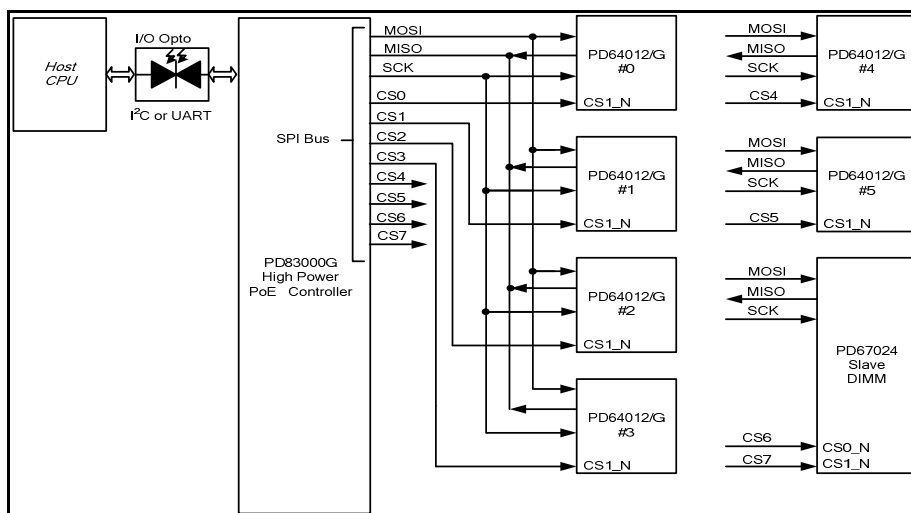 Host
CPU
I/O Opto
I2C or UART
SPI Bus
PD83000G
High Power
PoE Controller
MOSI
MISO
SCK
CS0
CS1
CS2
CS3
CS4
CS5
CS6
CS7
PD64012/G
#0
CS1_N
PD64012/G
#1
CS1_N
PD64012/G
#2
CS1_N
PD64012/G
#3
CS1_N
MOSI
MISO
SCK
CS4
PD64012/G
#4
CS1_N
MOSI
MISO
SCK
CS5
PD64012/G
#5
CS1_N
MOSI
MISO
SCK
CS6
CS7
PD67024
Slave
DIMM
CS0_N
CS1_N